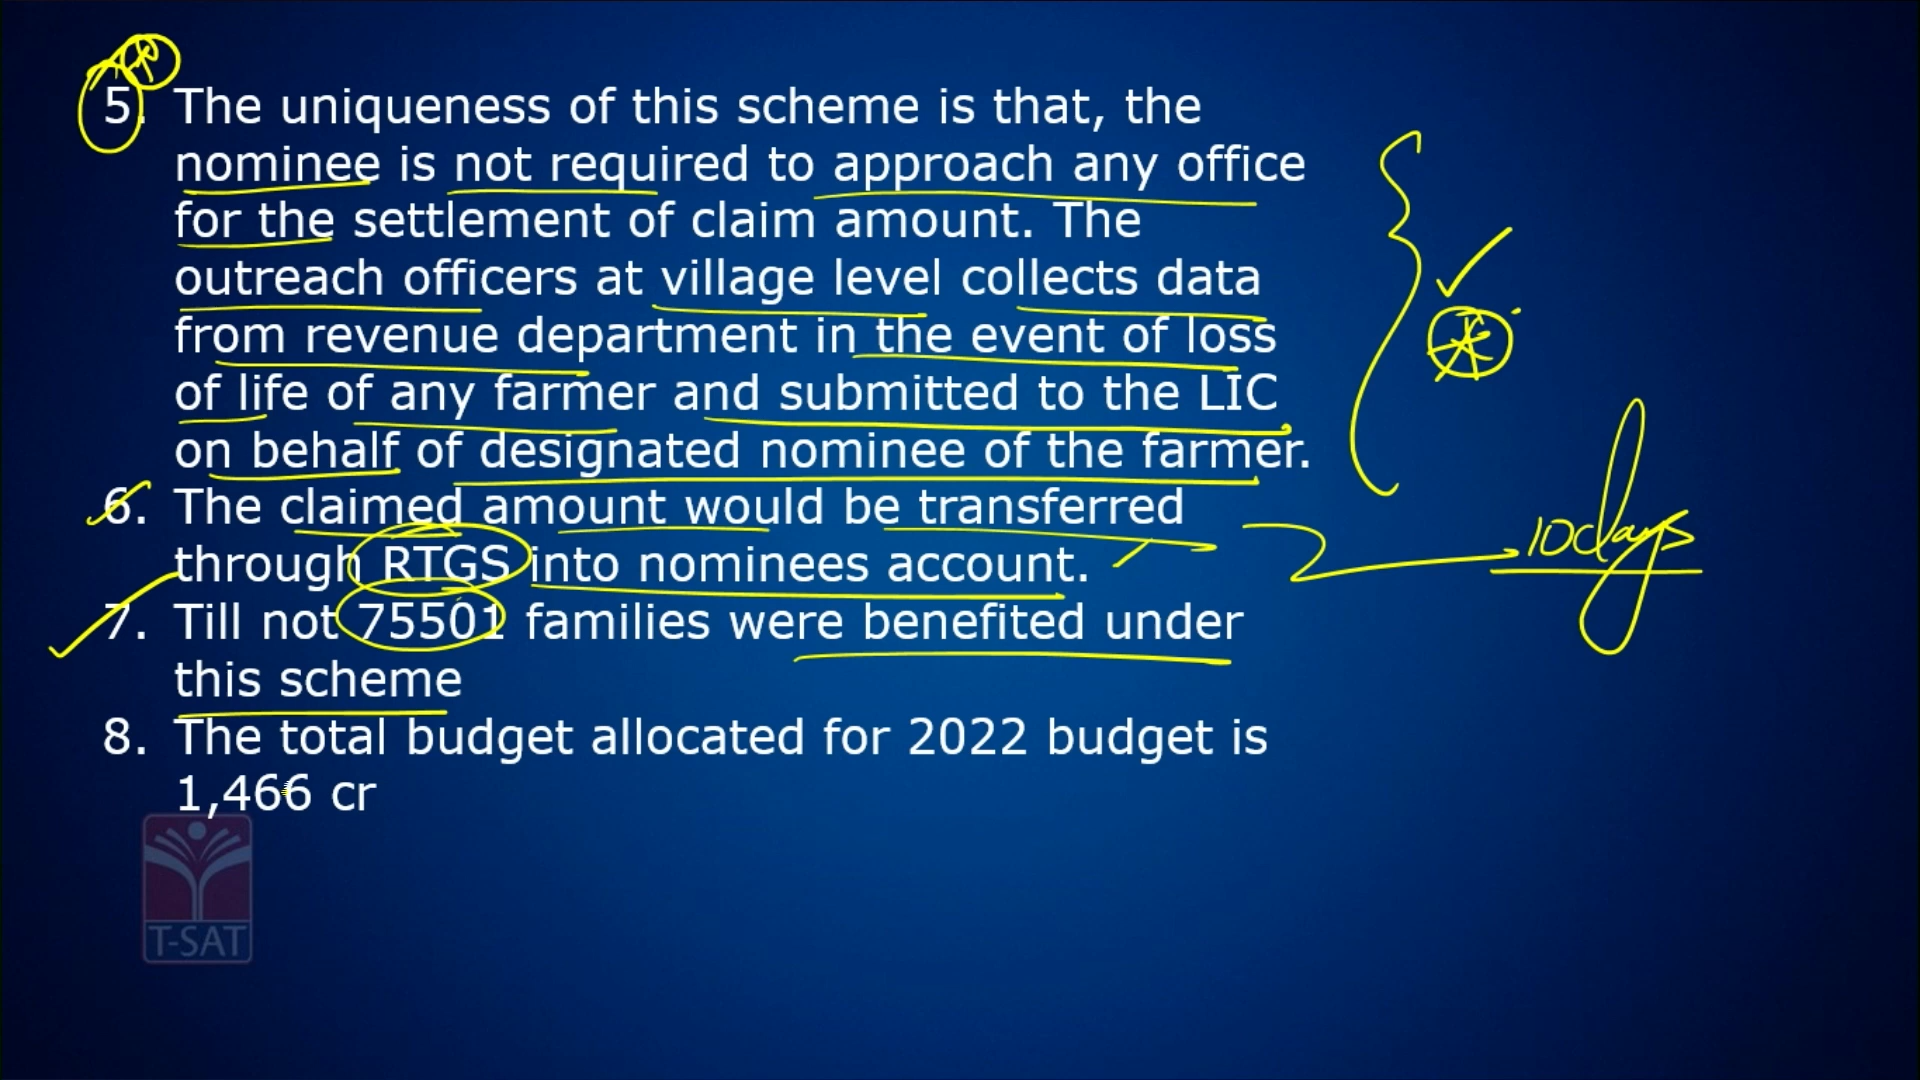 5. The uniqueness of this scheme is that, the
nominee is not required to approach any office
for the settlement of claim amount. The
outreach officers at village level collects data
from revenue department in the event of loss
of life of any farmer and submitted to the LIC
on behalf of designated nominee of the farmer.
6. The claimed amount would be transferred
through RTGS into nominees account.
10 days
7. Till not 75501 families were benefited under
this scheme
8. The total budget allocated for 2022 budget is
1,466 cr
T-SAT